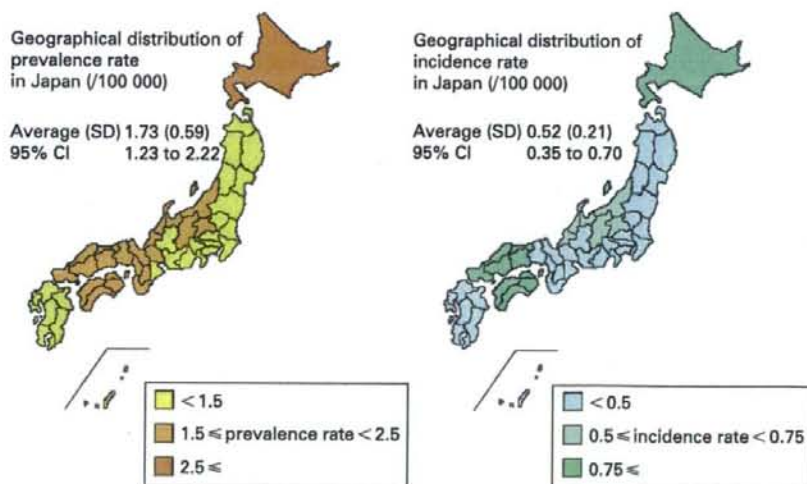 Geographical distribution of
prevalence rate
in Japan (/100 000)
Average (SD) 1.73 (0.59)
95% CI 1.23 to 2.22
<1.5
1.5 ⩽ prevalence rate < 2.5
2.5 ⩽
Geographical distribution of
incidence rate
in Japan (/100 000)
Average (SD) 0.52 (0.21)
95% CI 0.35 to 0.70
<0.5
0.5 ⩽ incidence rate < 0.75
0.75 ⩽